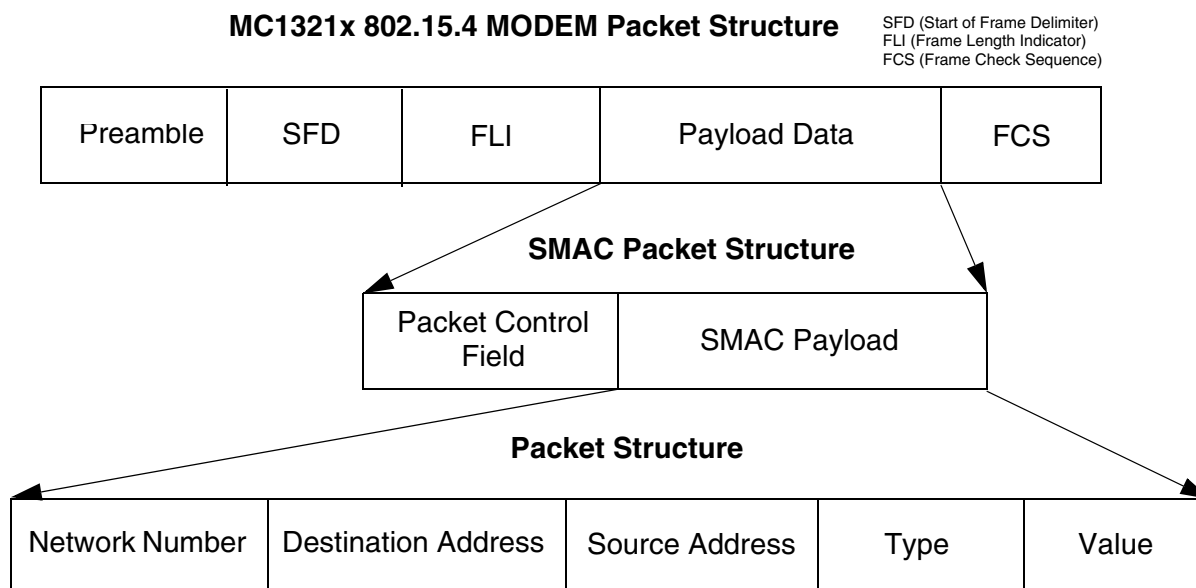 MC1321x 802.15.4 MODEM Packet Structure
SFD (Start of Frame Delimiter)
FLI (Frame Length Indicator)
FCS (Frame Check Sequence)
Preamble SFD FLI Payload Data FCS
SMAC Packet Structure
Packet Control
Field
SMAC Payload
Packet Structure
Network Number Destination Address Source Address Type Value